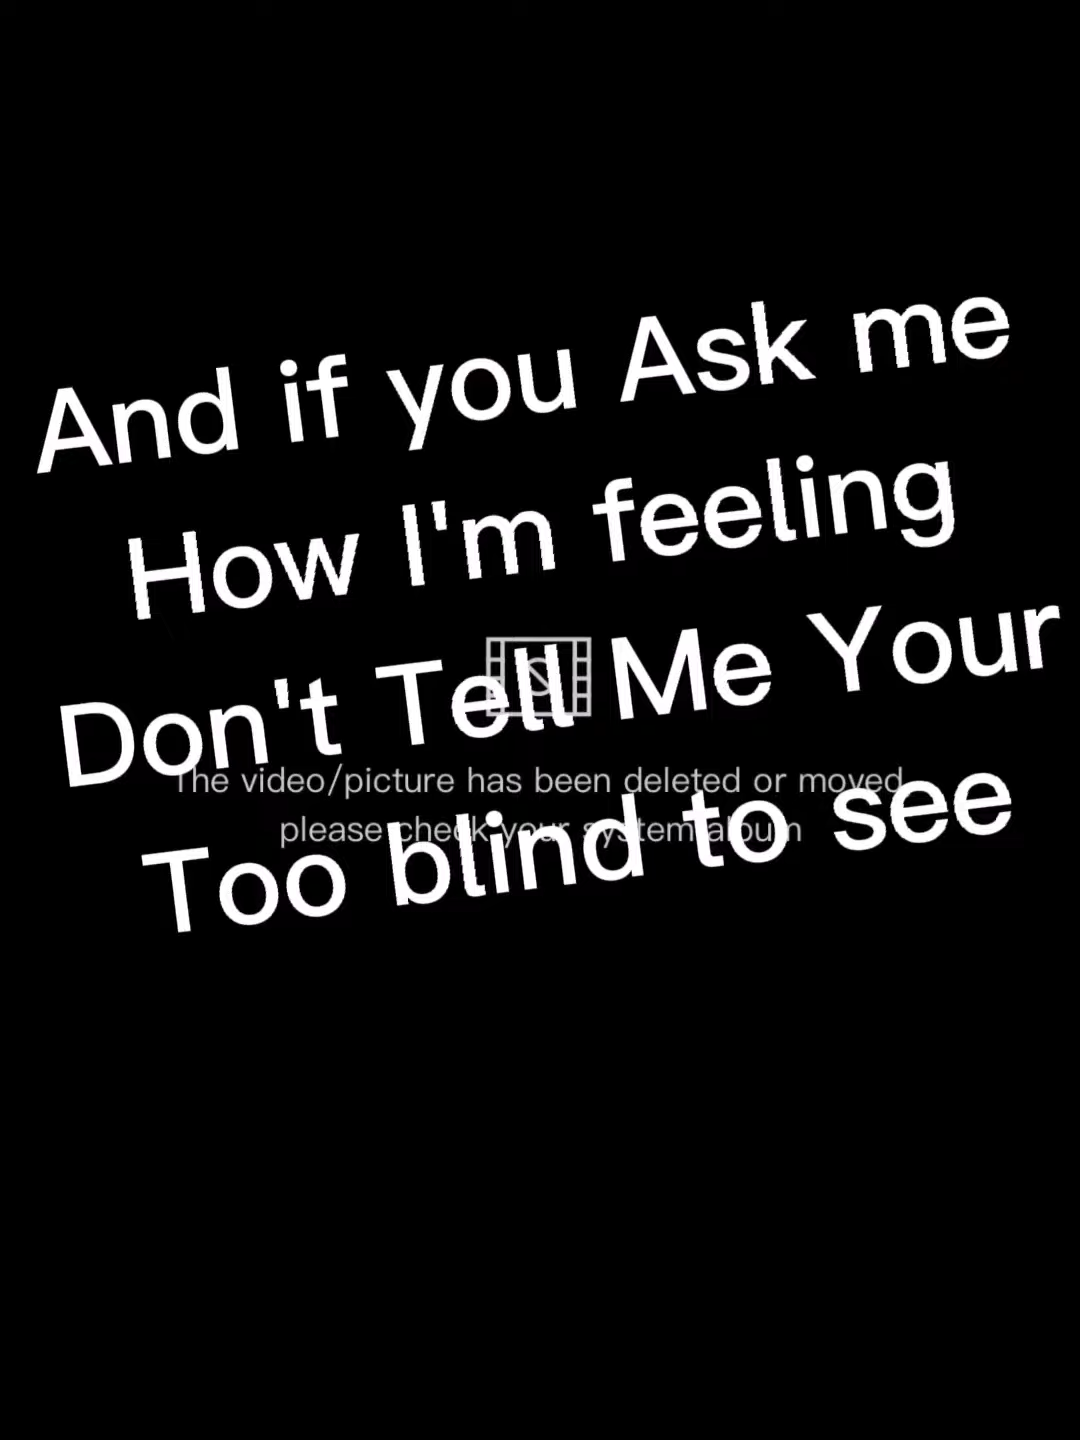 And if you Ask me
How I'm feeling
Don't Tell Me Your
Too blind to see
The video/picture has been deleted or moved
please check your system album